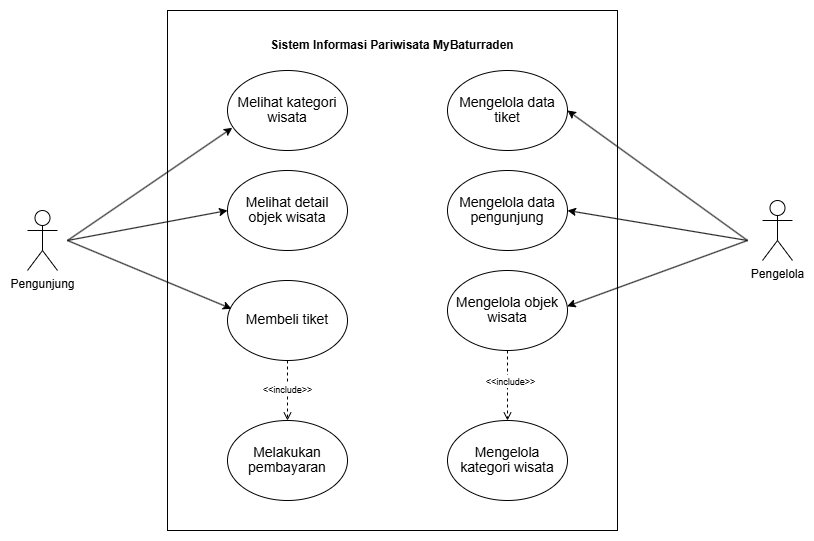 Sistem Informasi Pariwisata MyBaturraden
Melihat kategori
wisata
Mengelola data
tiket
Melihat detail
objek wisata
Mengelola data
pengunjung
Pengunjung
Pengelola
Membeli tiket
Mengelola objek
wisata
<<include>>
<<include>>
Melakukan
pembayaran
Mengelola
kategori wisata